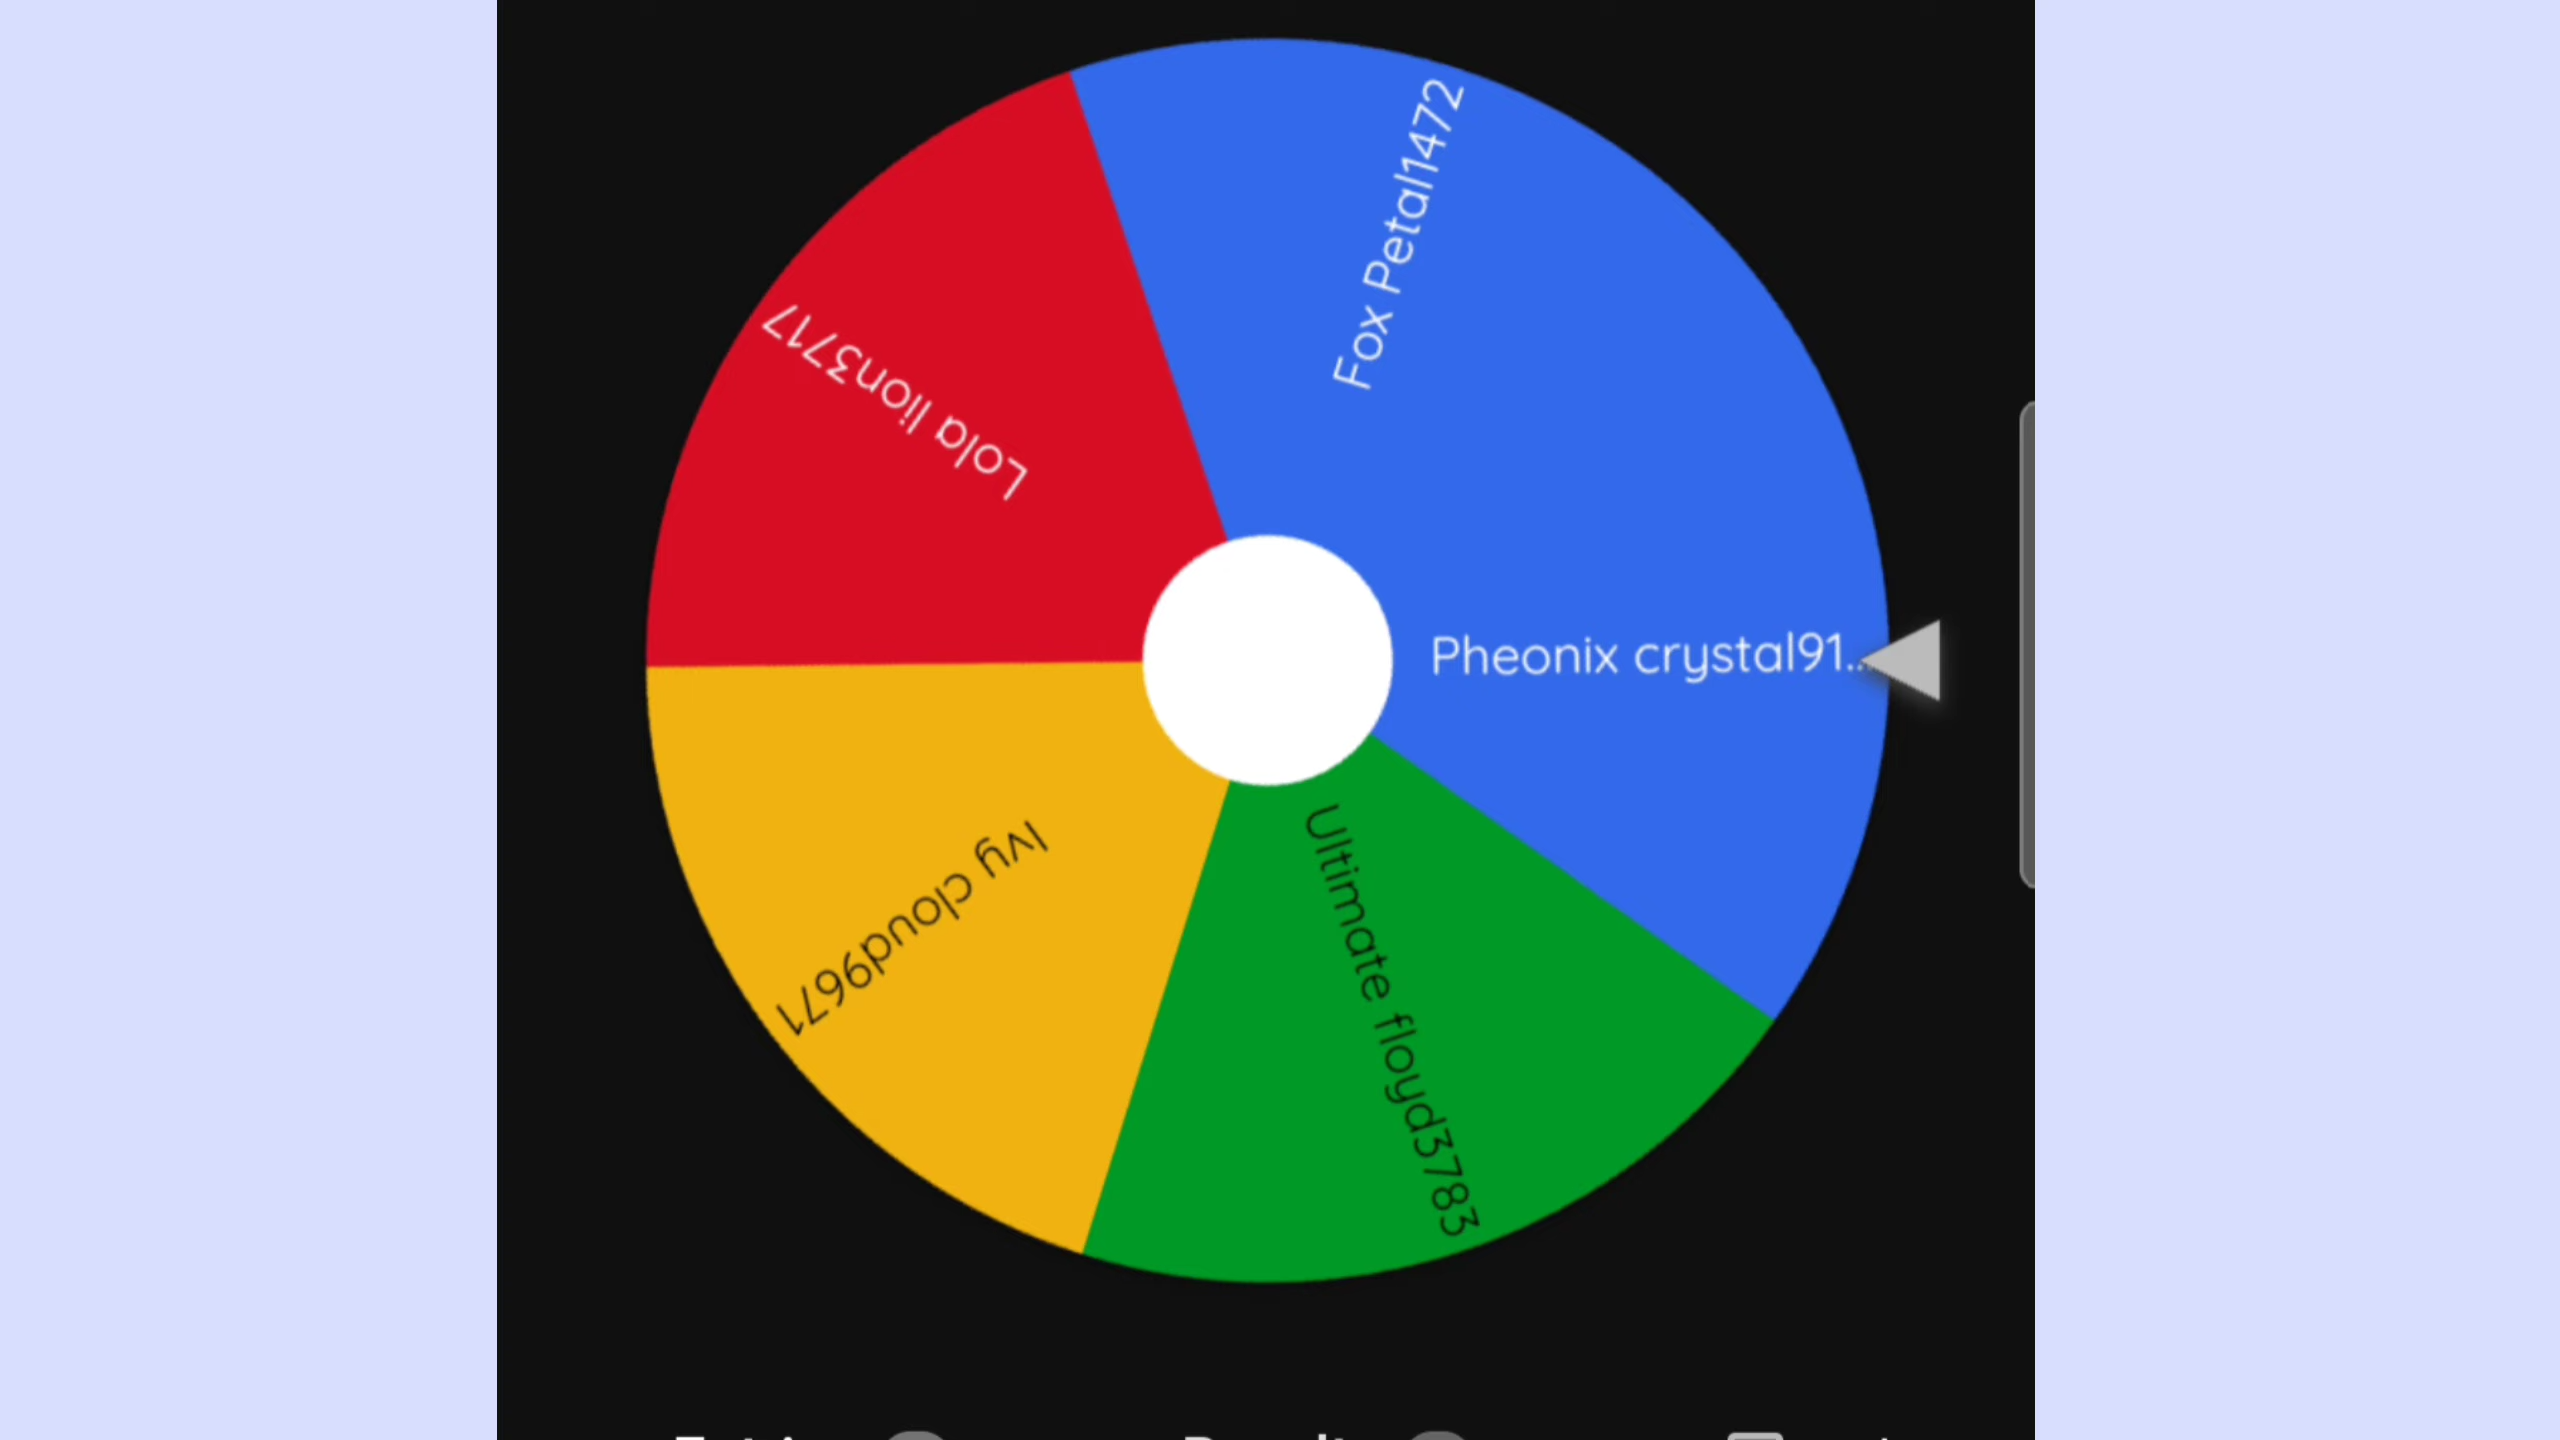 Fox Petal1472
Lola lion3717
Pheonix crystal91...
Ivy cloud9671
Ultimate floyd3783